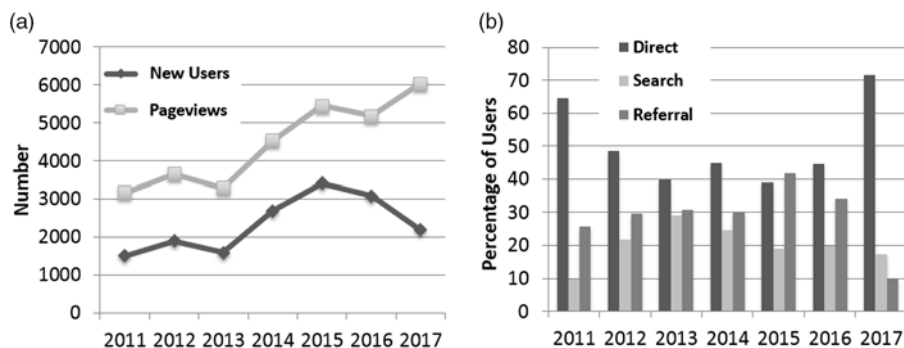 (a)
7000
6000
5000
4000
3000
2000
1000
0
Number
New Users
Pageviews
2011 2012 2013 2014 2015 2016 2017
(b)
80
70
60
50
40
30
20
10
0
Percentage of Users
Direct
Search
Referral
2011 2012 2013 2014 2015 2016 2017